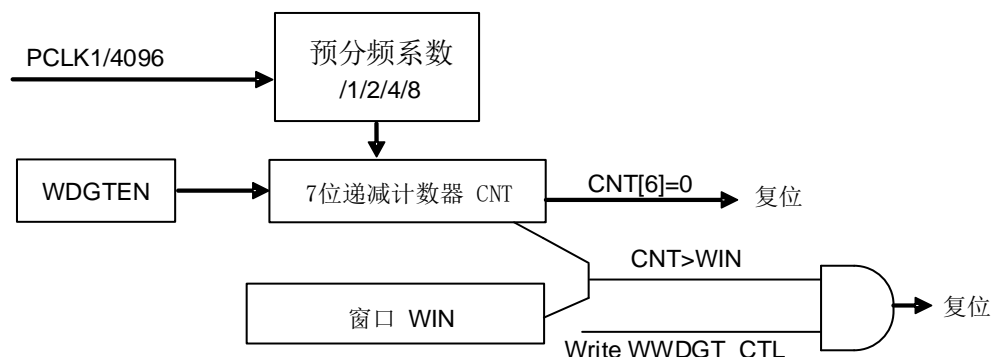 PCLK1/4096
预分频系数
/1/2/4/8
WDGTEN
7位递减计数器 CNT
CNT[6]=0
复位
CNT>WIN
窗口 WIN
复位
Write WWDGT_CTL